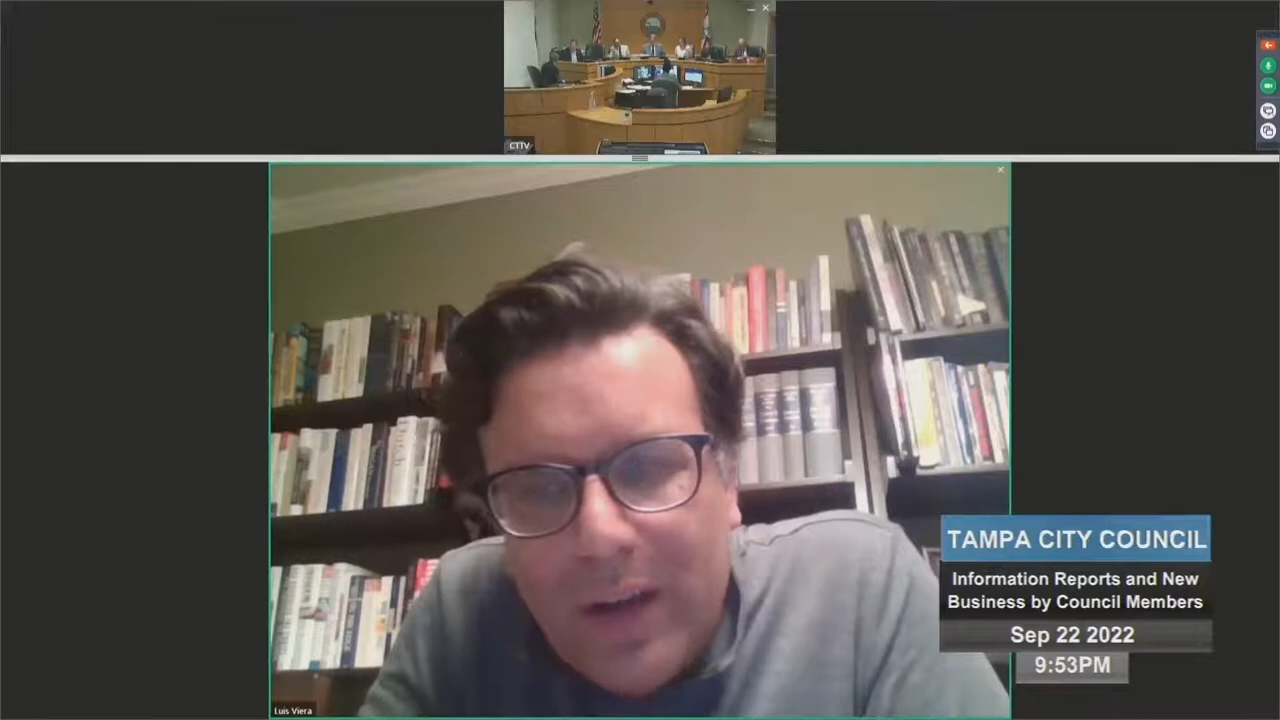 CTTV
TAMPA CITY COUNCIL
Information Reports and New
Business by Council Members
Sep 22 2022
9:53PM
Luis Viera